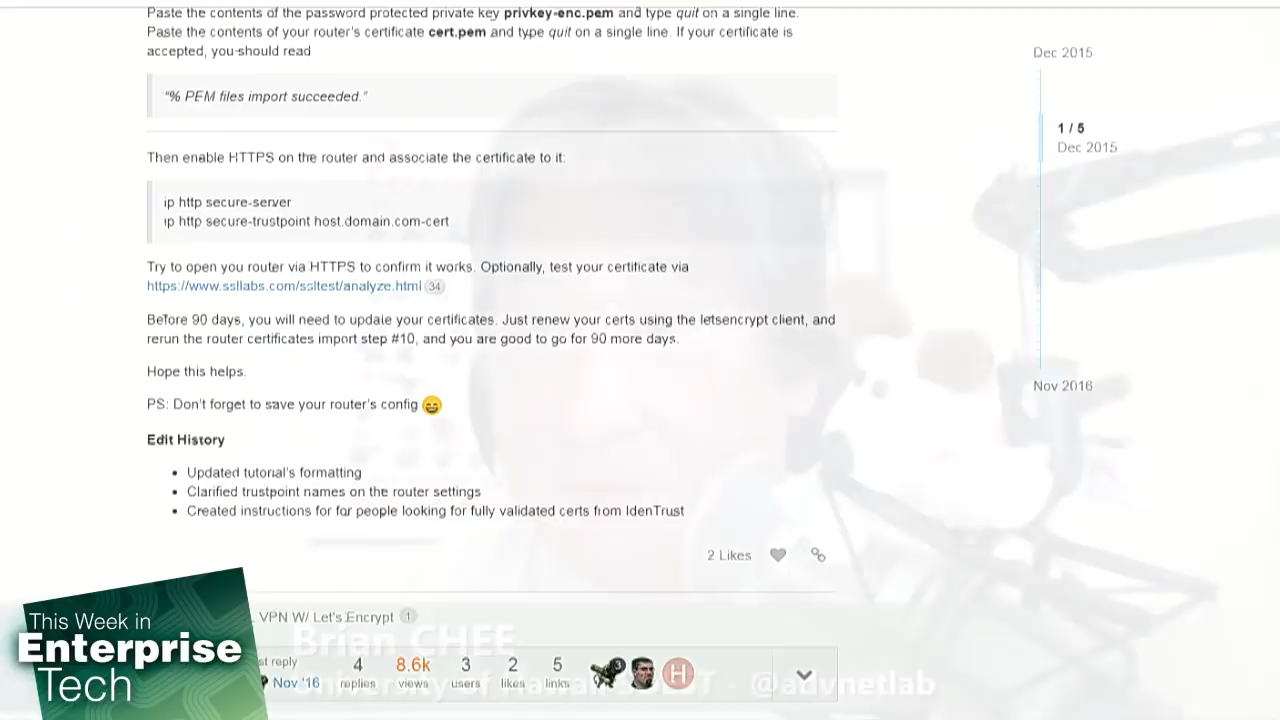 Paste the contents of the password protected private key privkey-enc.pem and type quit on a single line.
Paste the contents of your router's certificate cert.pem and type quit on a single line. If your certificate is
accepted, you should read
"% PEM files import succeeded."
Then enable HTTPS on the router and associate the certificate to it:
ip http secure-server
ip http secure-trustpoint host.domain.com-cert
Try to open you router via HTTPS to confirm it works. Optionally, test your certificate via
https://www.ssllabs.com/ssltest/analyze.html 34
Before 90 days, you will need to update your certificates. Just renew your certs using the letsencrypt client, and
rerun the router certificates import step #10, and you are good to go for 90 more days.
Hope this helps.
PS: Don't forget to save your router's config
Edit History
Updated tutorial's formatting
Clarified trustpoint names on the router settings
Created instructions for for people looking for fully validated certs from IdenTrust
2 Likes
Dec 2015
1 / 5
Dec 2015
Nov 2016
VPN W/ Let's Encrypt 1
Brian CHEE
st reply
Nov '16
4
replies
8.6k
views
3
users
2
likes
5
links
3
H
University of Hawaii - @advnetlab
This Week in
Enterprise
Tech